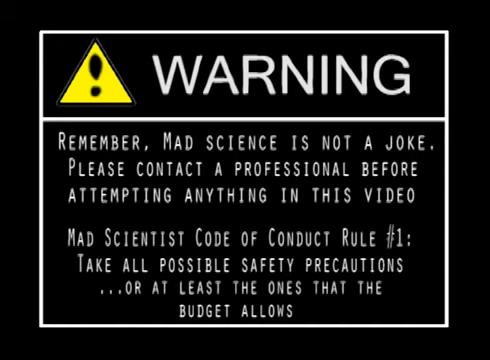 WARNING
REMEMBER, MAD SCIENCE IS NOT A JOKE.
PLEASE CONTACT A PROFESSIONAL BEFORE
ATTEMPTING ANYTHING IN THIS VIDEO
MAD SCIENTIST CODE OF CONDUCT RULE #1:
TAKE ALL POSSIBLE SAFETY PRECAUTIONS
...OR AT LEAST THE ONES THAT THE
BUDGET ALLOWS